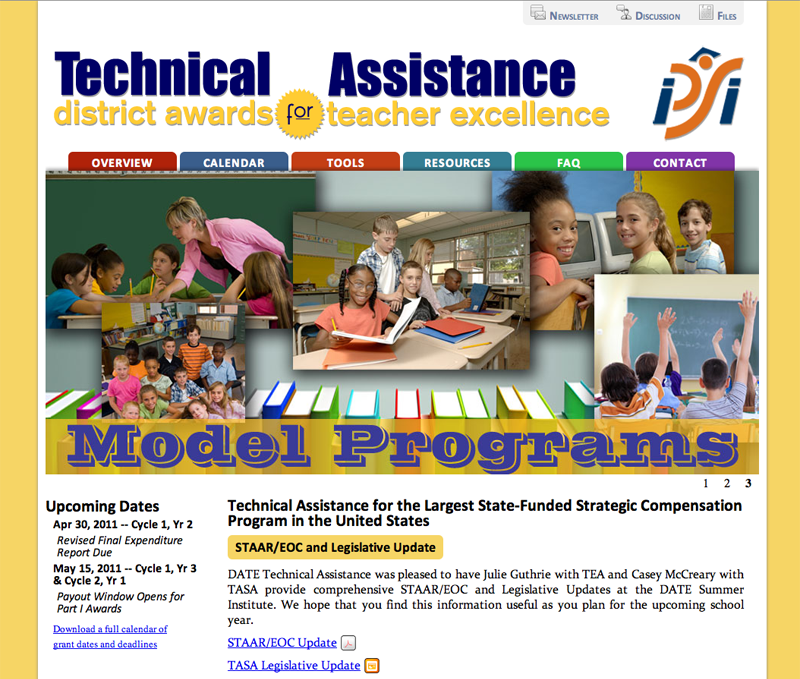 Newsletter Discussion Files
Technical Assistance
district awards for teacher excellence
ipsi
OVERVIEW CALENDAR TOOLS RESOURCES FAQ CONTACT
Model Programs
1 2 3
Upcoming Dates
Apr 30, 2011 -- Cycle 1, Yr 2
Revised Final Expenditure
Report Due
May 15, 2011 -- Cycle 1, Yr 3
& Cycle 2, Yr 1
Payout Window Opens for
Part I Awards
Download a full calendar of
grant dates and deadlines
Technical Assistance for the Largest State-Funded Strategic Compensation
Program in the United States
STAAR/EOC and Legislative Update
DATE Technical Assistance was pleased to have Julie Guthrie with TEA and Casey McCreary with
TASA provide comprehensive STAAR/EOC and Legislative Updates at the DATE Summer
Institute. We hope that you find this information useful as you plan for the upcoming school
year.
STAAR/EOC Update
TASA Legislative Update